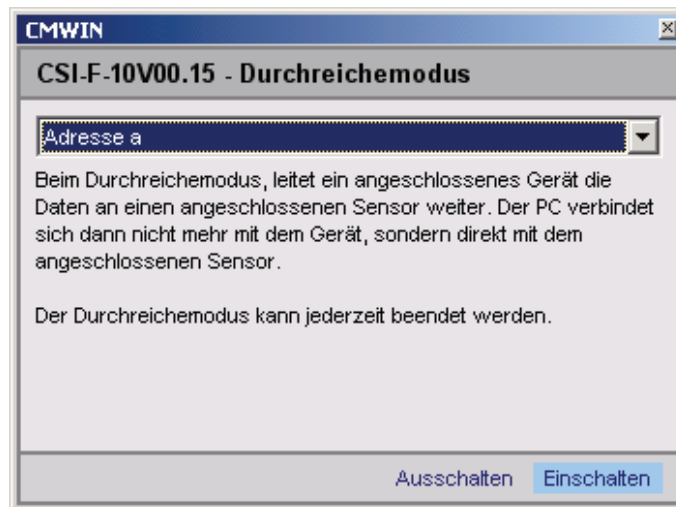 CMWIN
CSI-F-10V00.15 - Durchreichemodus
Adresse a
Beim Durchreichemodus, leitet ein angeschlossenes Gerät die
Daten an einen angeschlossenen Sensor weiter. Der PC verbindet
sich dann nicht mehr mit dem Gerät, sondern direkt mit dem
angeschlossenen Sensor.
Der Durchreichemodus kann jederzeit beendet werden.
Ausschalten Einschalten